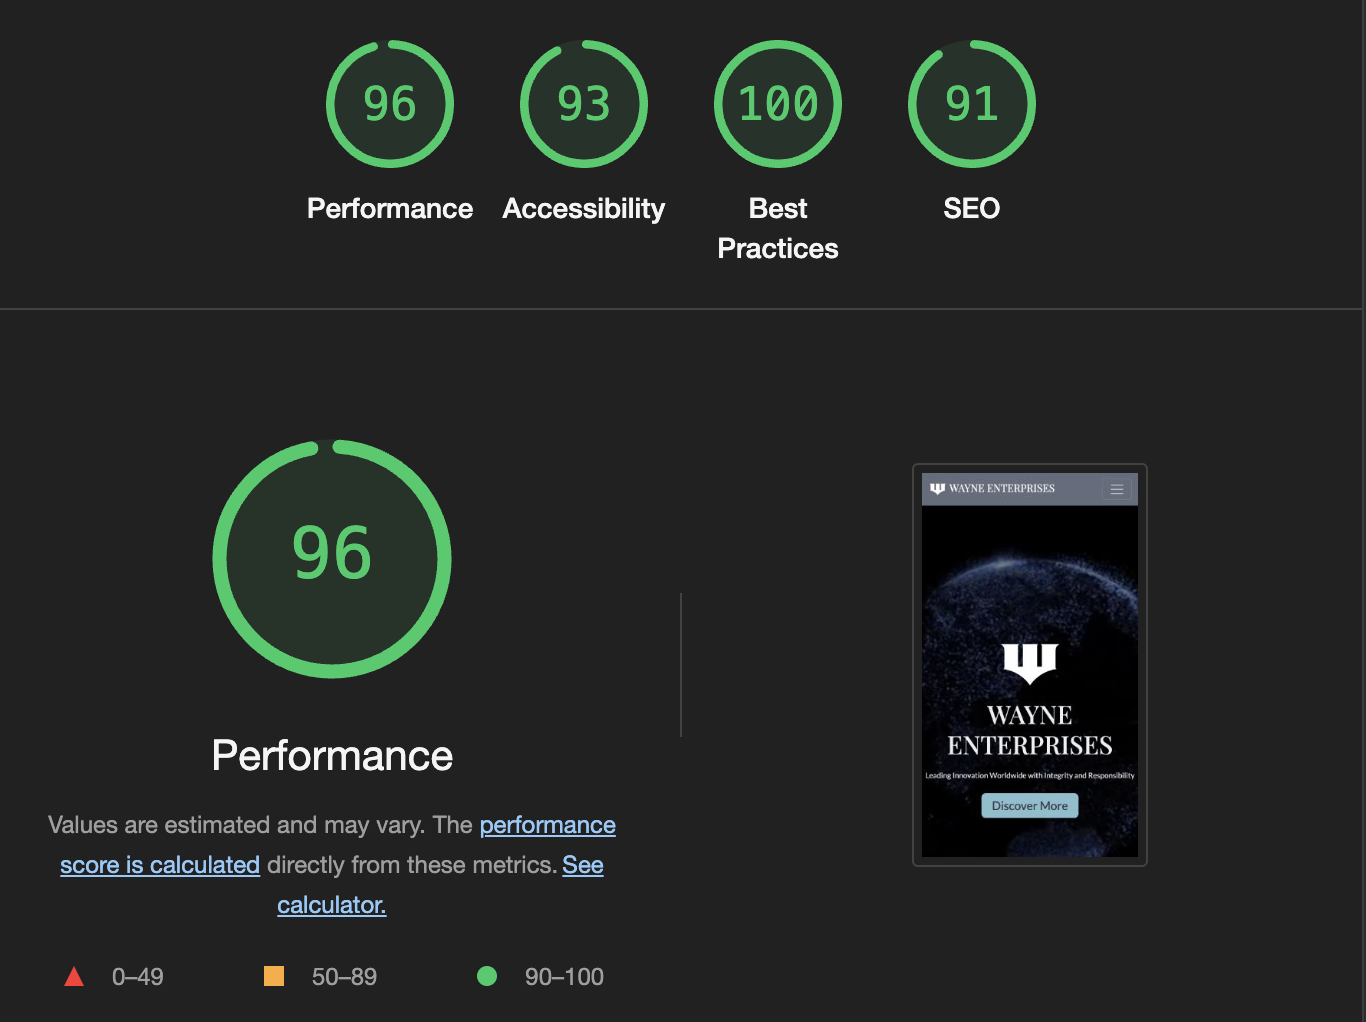 96
93
100
91
Performance
Accessibility
Best
Practices
SEO
96
Performance
Values are estimated and may vary. The performance
score is calculated directly from these metrics. See
calculator.
0–49
50–89
90–100
WAYNE ENTERPRISES
WAYNE
ENTERPRISES
Leading Innovation Worldwide with Integrity and Responsibility
Discover More